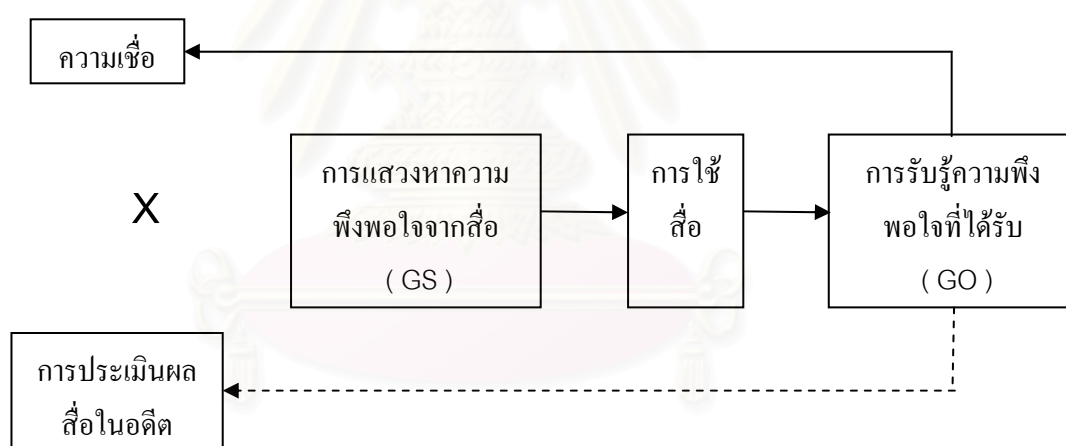 ความเชื่อ
X
การแสวงหาความ
พึงพอใจจากสื่อ
( GS )
การใช้
สื่อ
การรับรู้ความพึง
พอใจที่ได้รับ
( GO )
การประเมินผล
สื่อในอดีต